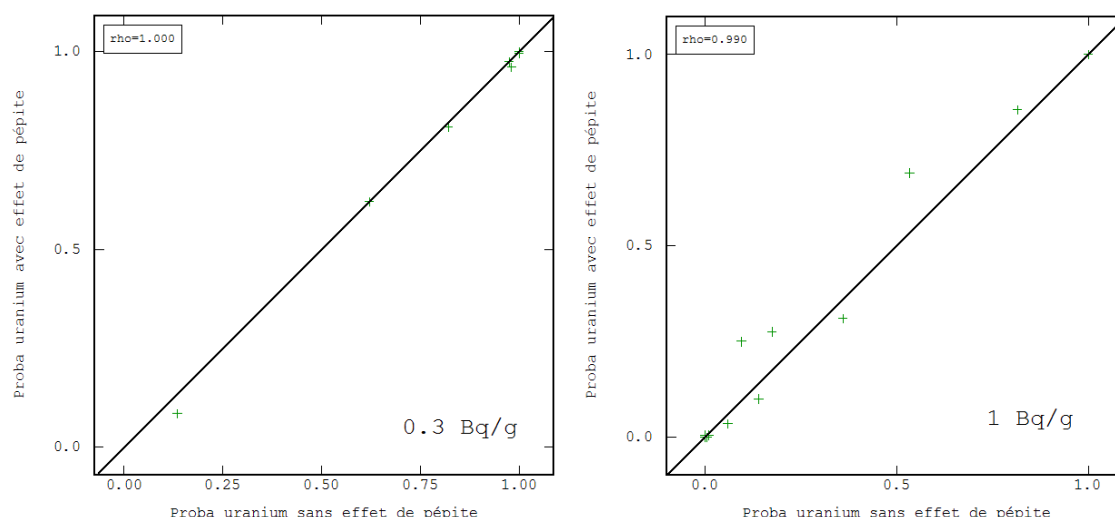 rho=1.000
1.0
0.5
0.0
Proba uranium avec effet de pépite
0.3 Bq/g
0.00 0.25 0.50 0.75 1.00
Proba uranium sans effet de pépite
rho=0.990
1.0
0.5
0.0
Proba uranium avec effet de pépite
1 Bq/g
0.0 0.5 1.0
Proba uranium sans effet de pépite